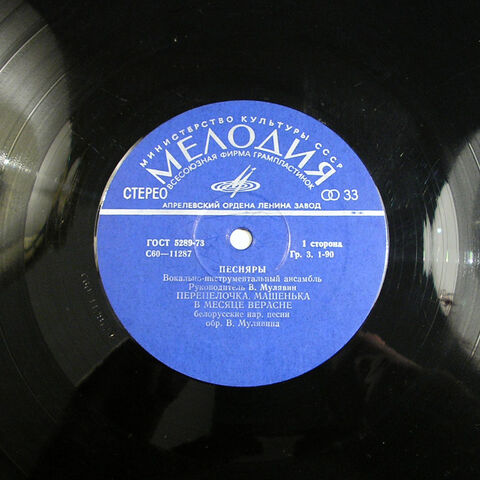 МИНИСТЕРСТВО КУЛЬТУРЫ СССР
МЕЛОДИЯ
ВСЕСОЮЗНАЯ ФИРМА ГРАМПЛАСТИНОК
СТЕРЕО 33
АПРЕЛЕВСКИЙ ОРДЕНА ЛЕНИНА ЗАВОД
ГОСТ 5289-73 1 сторона
С60—11287 Гр. 3. 1-90
ПЕСНЯРЫ
Вокально-инструментальный ансамбль
Руководитель В. Мулявин
ПЕРЕПЕЛОЧКА, МАШЕНЬКА
В МЕСЯЦЕ ВЕРАСНЕ
белорусские нар. песни
обр. В. Мулявина